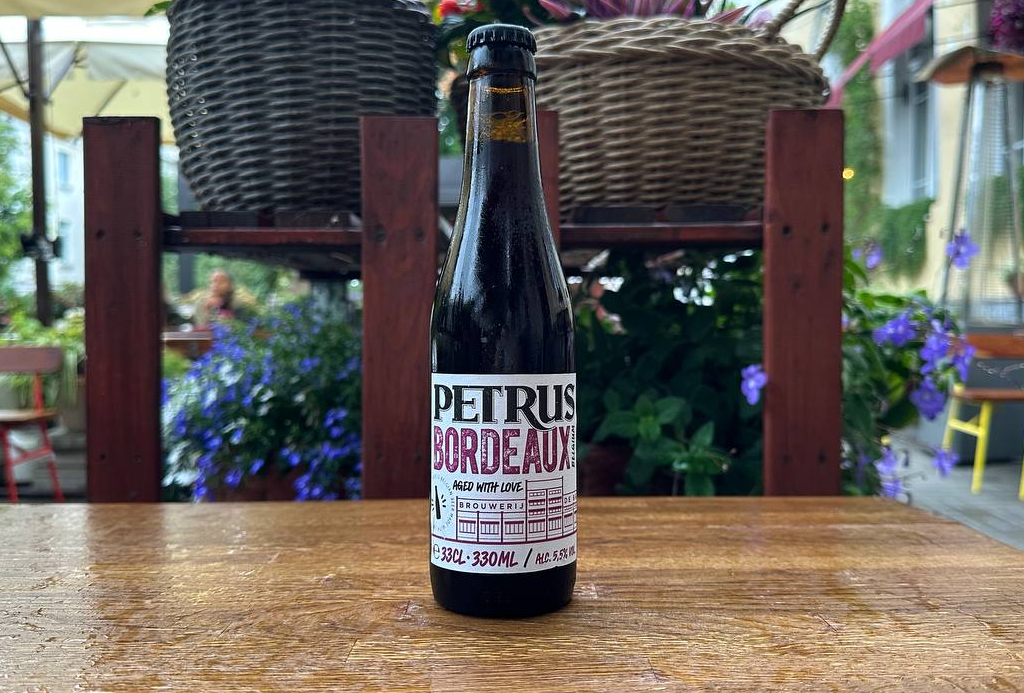 PETRUS
BORDEAUX
AGED WITH LOVE
BROUWERIJ DE B
℮33CL·330ML / ALC. 5,5% VOL